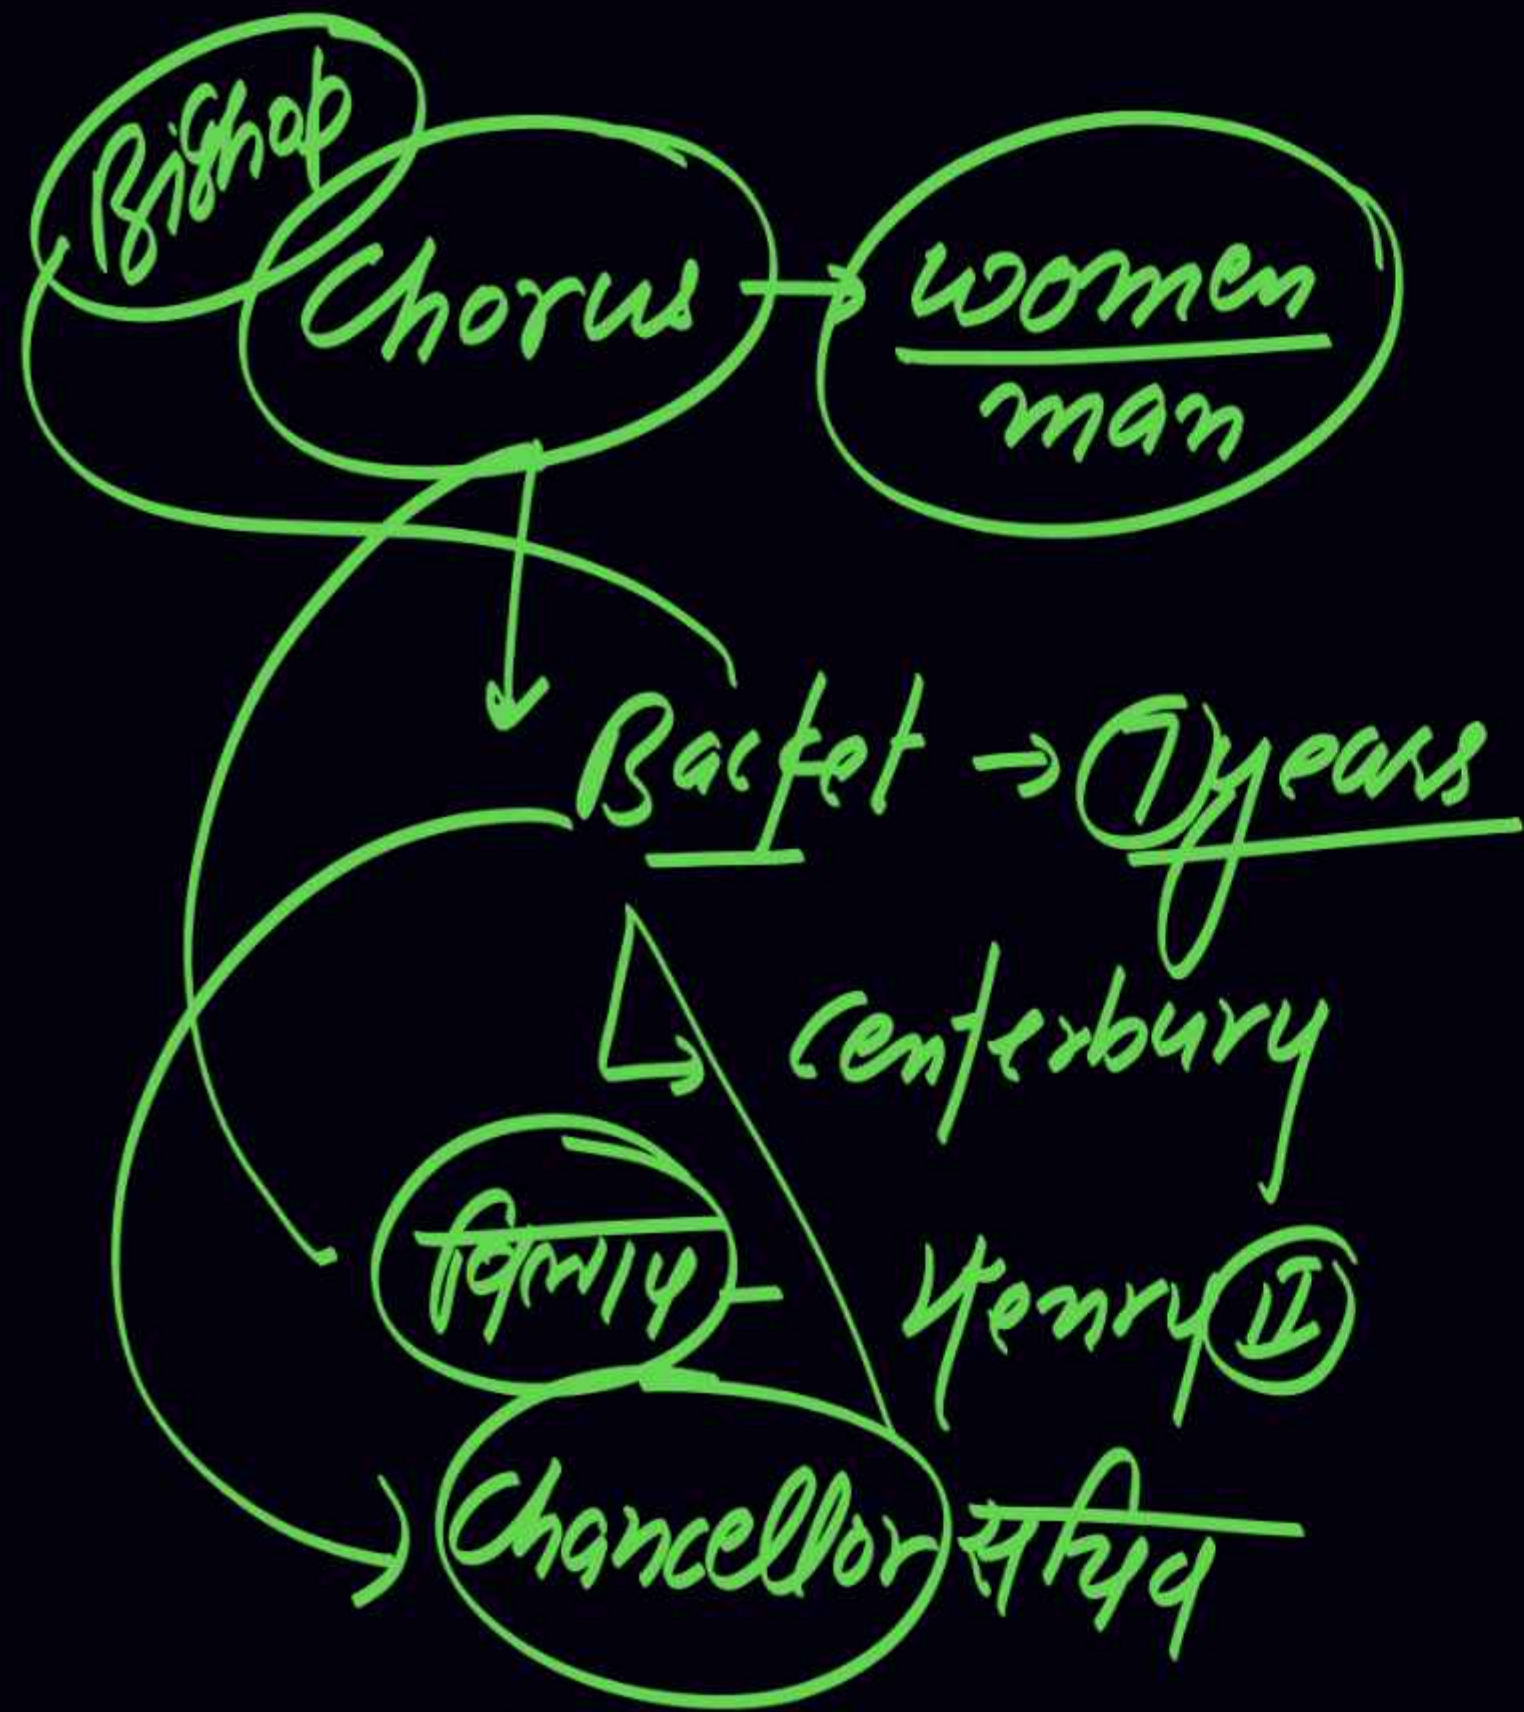 Bishop
Chorus → women
man
Backet → 7 years
Centerbury
विलाप - Henry II
Chancellor सचिव